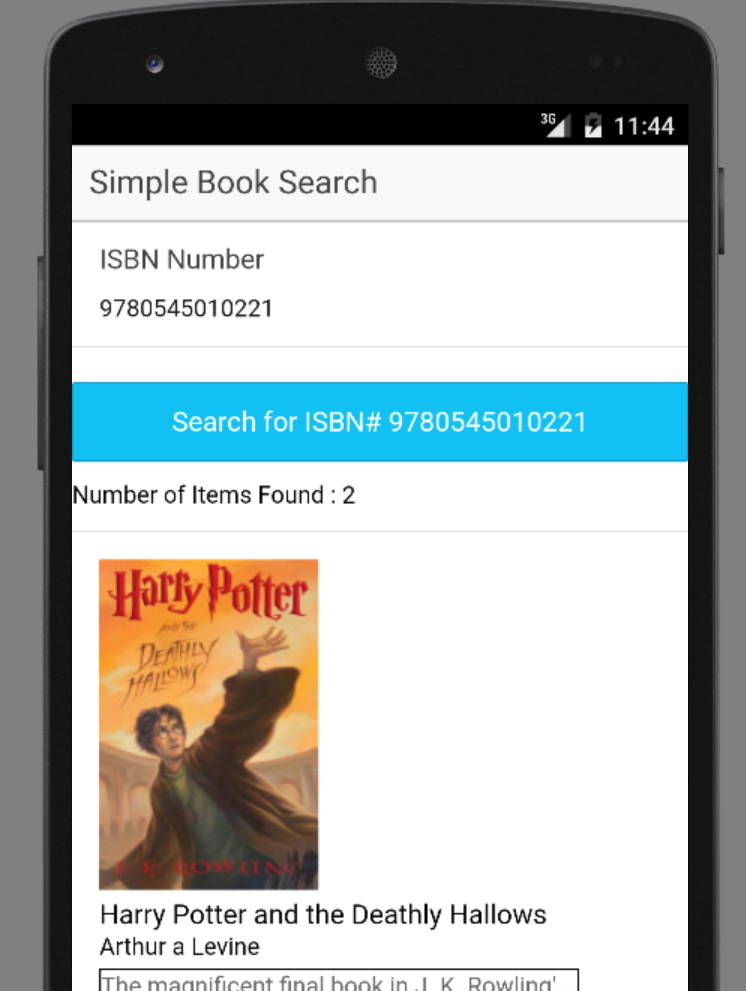 3G 11:44
Simple Book Search
ISBN Number
9780545010221
Search for ISBN# 9780545010221
Number of Items Found : 2
Harry Potter
AND THE
DEATHLY
HALLOWS
J. K. ROWLING
Harry Potter and the Deathly Hallows
Arthur a Levine
The magnificent final book in J. K. Rowling'.